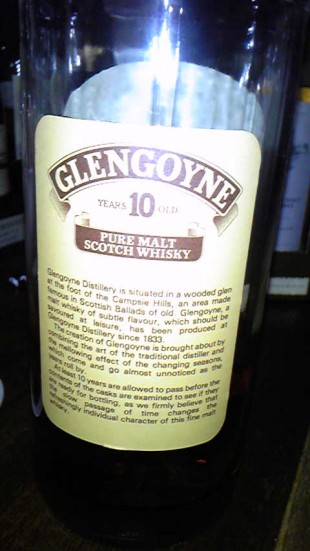 GLENGOYNE
YEARS 10 OLD
PURE MALT
SCOTCH WHISKY
Glengoyne Distillery is situated in a wooded glen
at the foot of the Campsie Hills, an area made
famous in Scottish Ballads of old. Glengoyne, a
malt whisky of subtle flavour, which should be
savoured at leisure, has been produced at
Glengoyne Distillery since 1833.
The creation of Glengoyne is brought about by
combining the art of the traditional distiller and
the mellowing effect of the changing seasons,
which come and go almost unnoticed as the
years roll by.
At least 10 years are allowed to pass before the
contents of the casks are examined to see if they
are ready for bottling, as we firmly believe that
slow passage of time changes the
refreshingly individual character of this fine malt